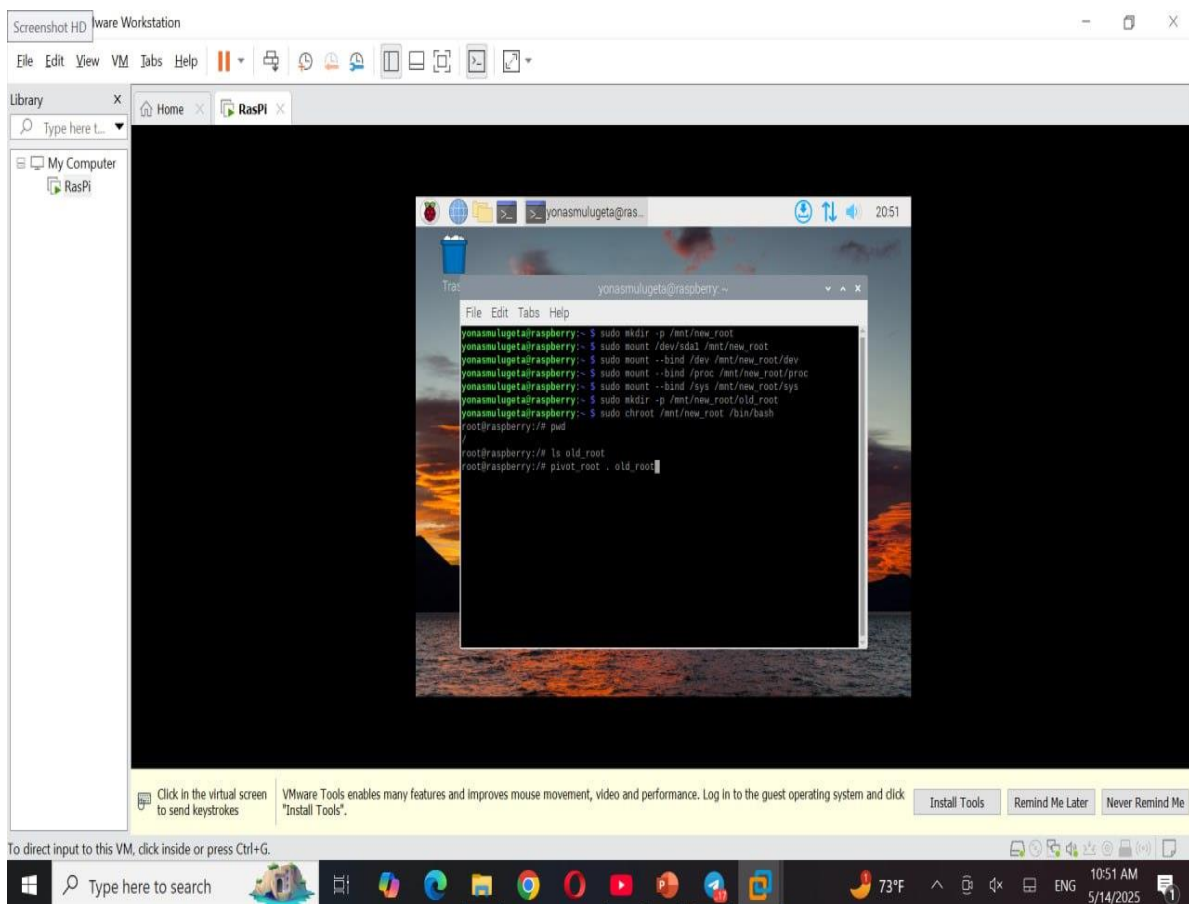 Screenshot HD
ware Workstation
File Edit View VM Tabs Help
Library X
Home X
RasPi X
Type here t...
My Computer
RasPi
yonasmulugeta@ras...
20:51
Tras
yonasmulugeta@raspberry: ~
File Edit Tabs Help
yonasmulugeta@raspberry:~ $ sudo mkdir -p /mnt/new_root
yonasmulugeta@raspberry:~ $ sudo mount /dev/sda1 /mnt/new_root
yonasmulugeta@raspberry:~ $ sudo mount --bind /dev /mnt/new_root/dev
yonasmulugeta@raspberry:~ $ sudo mount --bind /proc /mnt/new_root/proc
yonasmulugeta@raspberry:~ $ sudo mount --bind /sys /mnt/new_root/sys
yonasmulugeta@raspberry:~ $ sudo mkdir -p /mnt/new_root/old_root
yonasmulugeta@raspberry:~ $ sudo chroot /mnt/new_root /bin/bash
root@raspberry:/# pwd
/
root@raspberry:/# ls old_root
root@raspberry:/# pivot_root . old_root
Click in the virtual screen
to send keystrokes
VMware Tools enables many features and improves mouse movement, video and performance. Log in to the guest operating system and click
"Install Tools".
Install Tools
Remind Me Later
Never Remind Me
To direct input to this VM, click inside or press Ctrl+G.
Type here to search
73°F
ENG
10:51 AM
5/14/2025